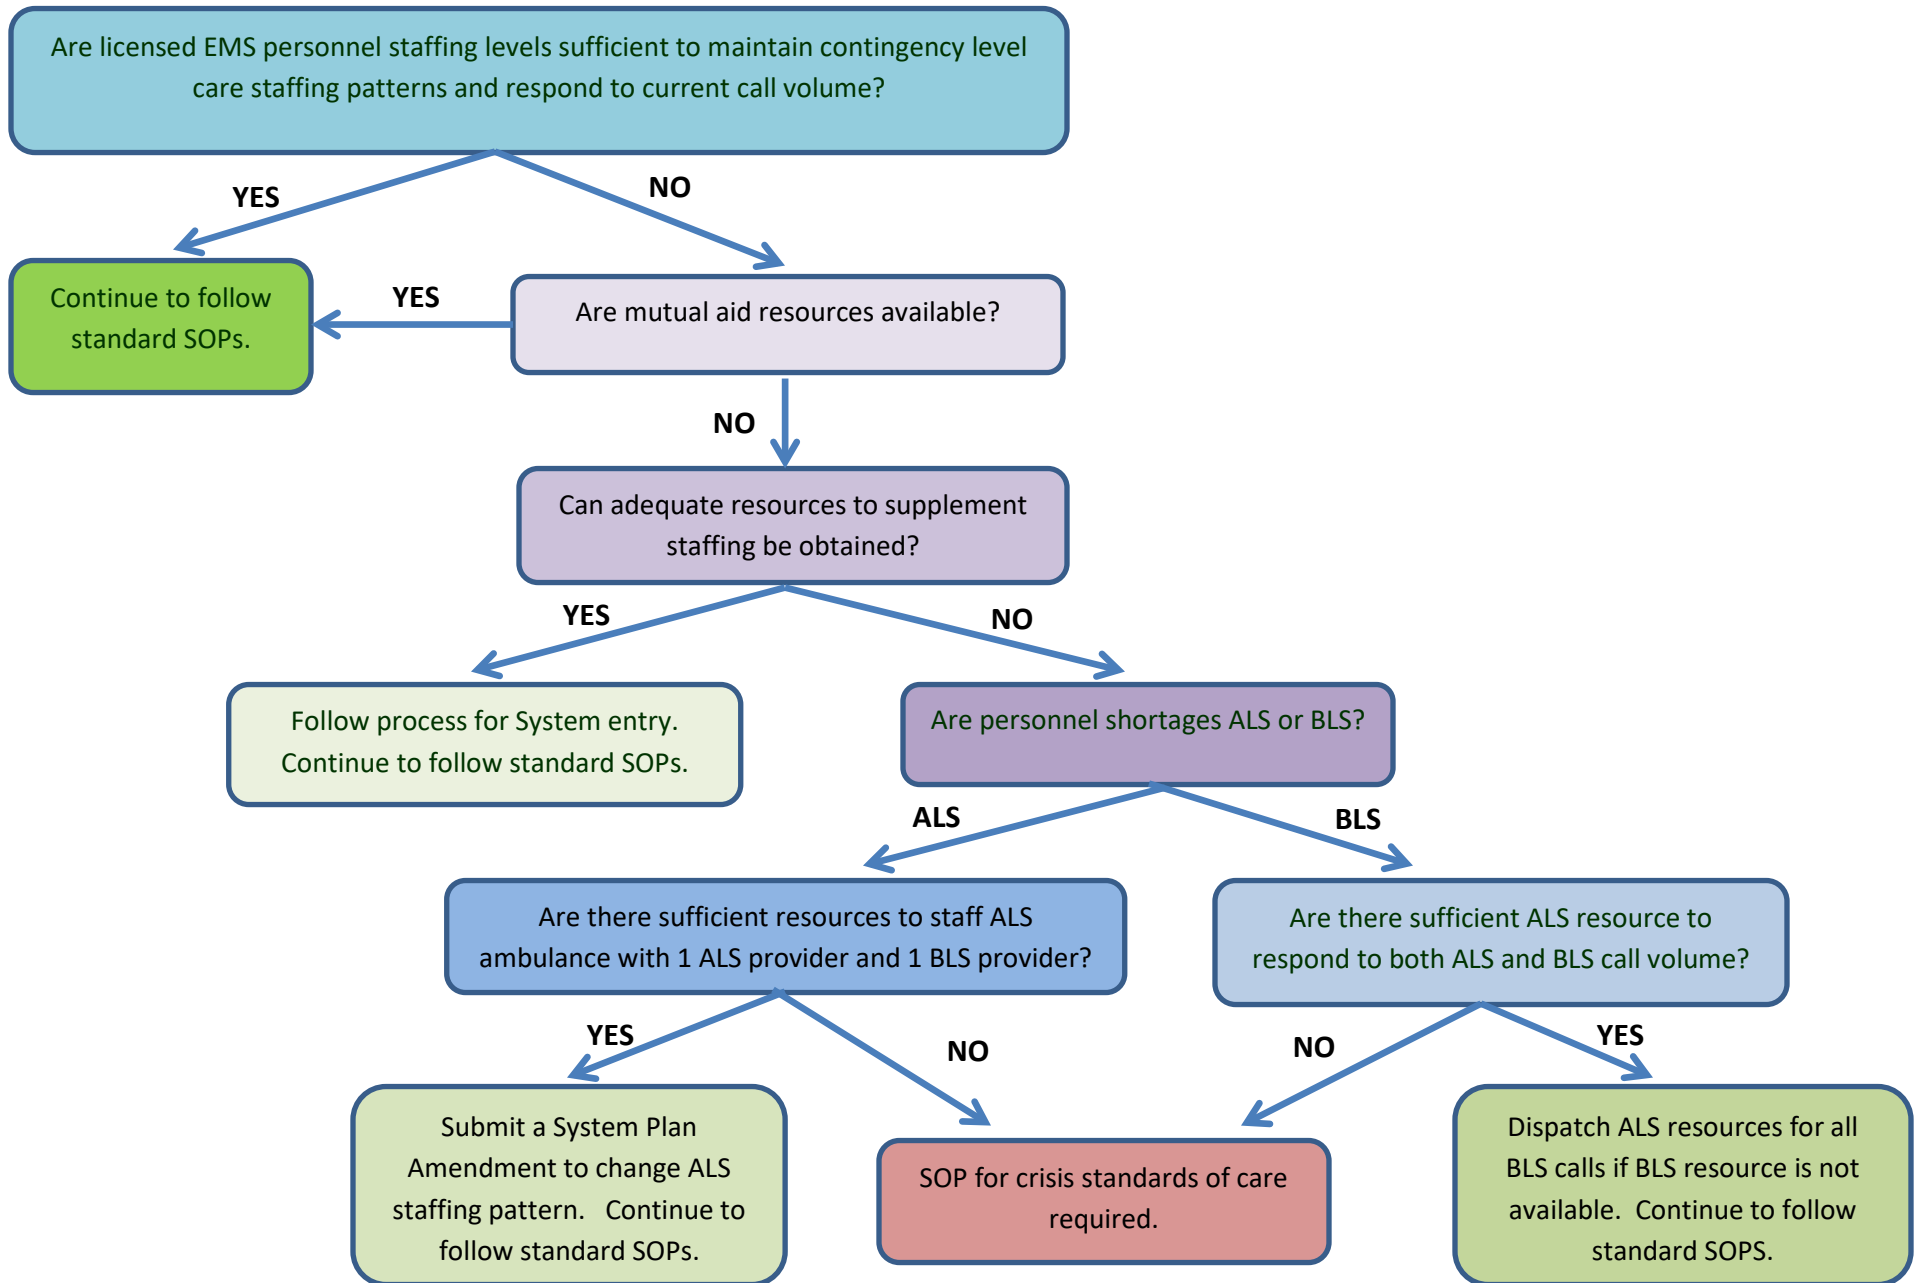 Are licensed EMS personnel staffing levels sufficient to maintain contingency level
care staffing patterns and respond to current call volume?
YES
NO
Continue to follow
standard SOPs.
YES
Are mutual aid resources available?
NO
Can adequate resources to supplement
staffing be obtained?
YES
NO
Follow process for System entry.
Continue to follow standard SOPs.
Are personnel shortages ALS or BLS?
ALS
BLS
Are there sufficient resources to staff ALS
ambulance with 1 ALS provider and 1 BLS provider?
Are there sufficient ALS resource to
respond to both ALS and BLS call volume?
YES
NO
NO
YES
Submit a System Plan
Amendment to change ALS
staffing pattern. Continue to
follow standard SOPs.
SOP for crisis standards of care
required.
Dispatch ALS resources for all
BLS calls if BLS resource is not
available. Continue to follow
standard SOPS.